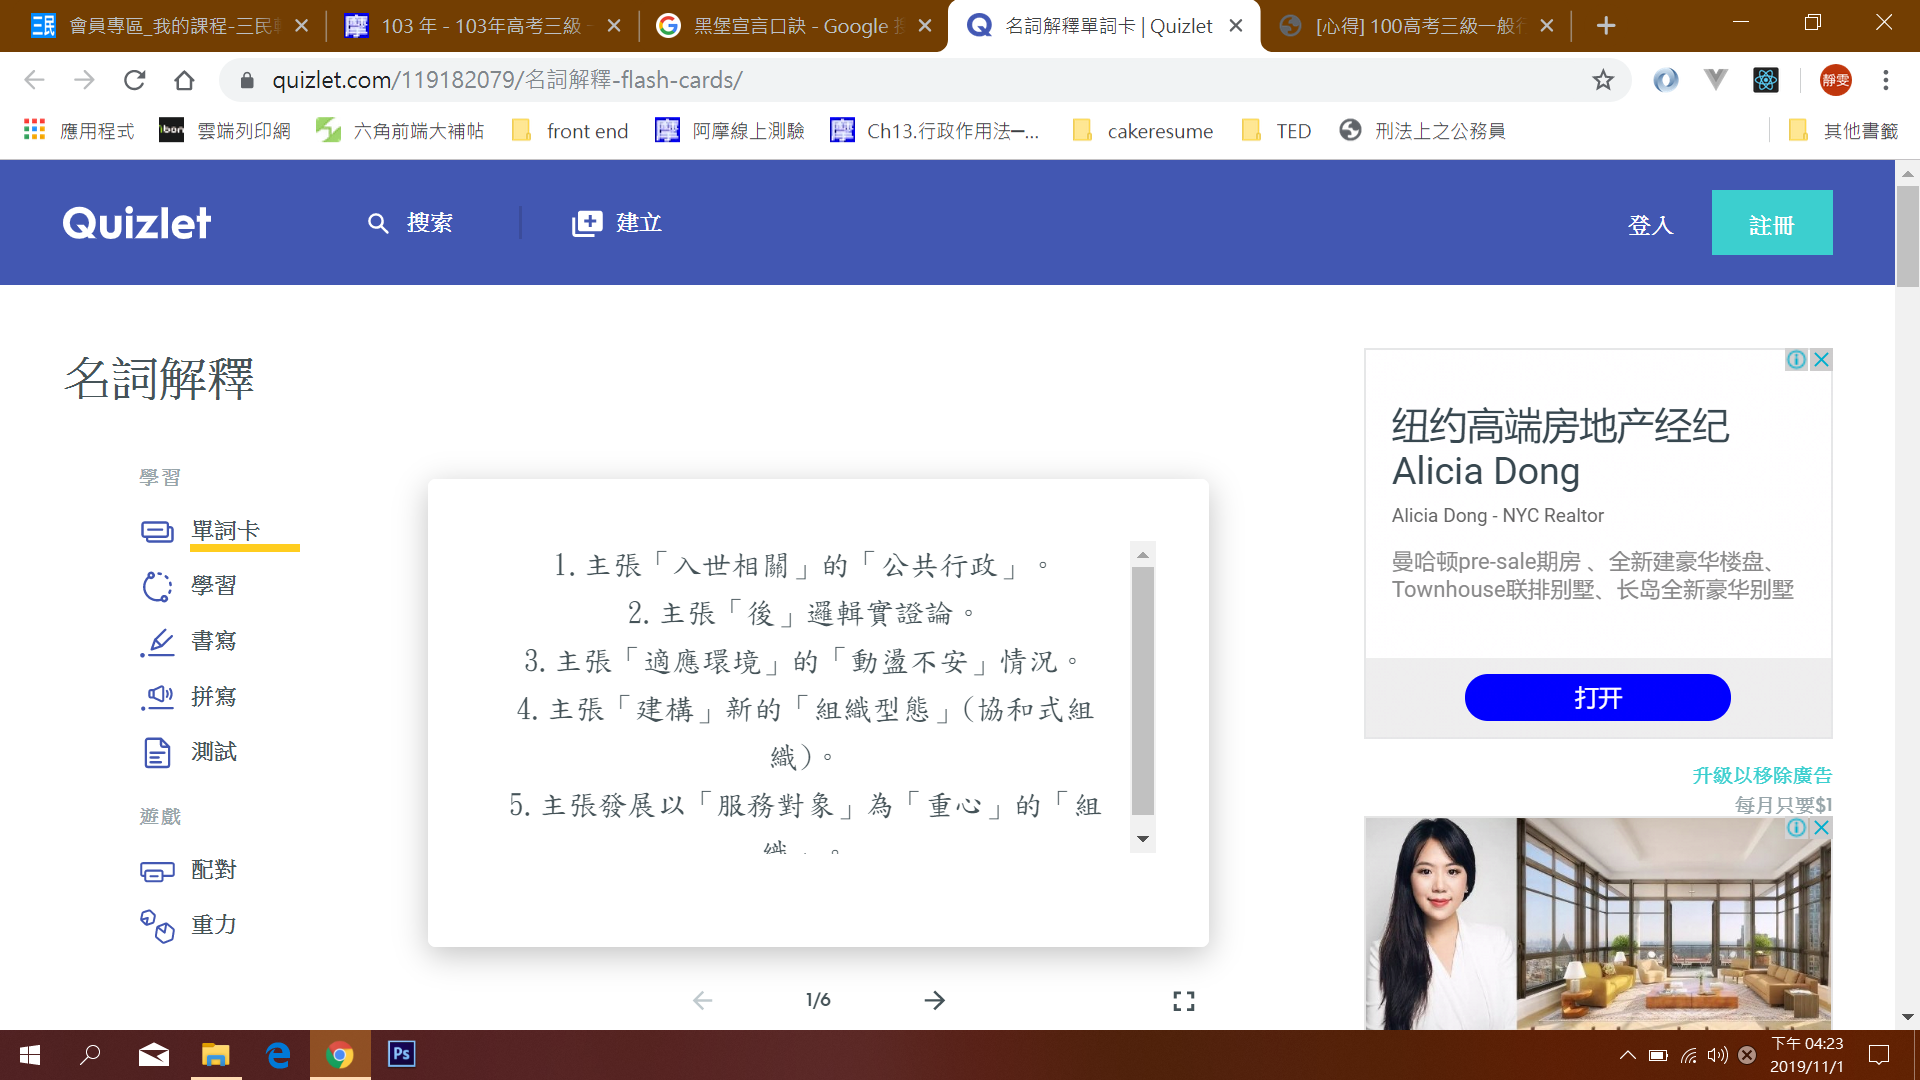 會員專區_我的課程-三民
103 年 - 103年高考三級
黑堡宣言口訣 - Google
名詞解釋單詞卡 | Quizlet
[心得] 100高考三級一般
quizlet.com/119182079/名詞解釋-flash-cards/
靜雯
應用程式
ibon
雲端列印網
六角前端大補帖
front end
阿摩線上測驗
Ch13.行政作用法–...
cakeresume
TED
刑法上之公務員
其他書籤
Quizlet
搜索
建立
登入
註冊
名詞解釋
學習
單詞卡
學習
書寫
拼寫
測試
遊戲
配對
重力
1.主張「入世相關」的「公共行政」。
2.主張「後」邏輯實證論。
3.主張「適應環境」的「動盪不安」情況。
4.主張「建構」新的「組織型態」(協和式組
織)。
5.主張發展以「服務對象」為「重心」的「組
1/6
纽约高端房地产经纪
Alicia Dong
Alicia Dong - NYC Realtor
曼哈顿pre-sale期房、全新建豪华楼盘、
Townhouse联排别墅、长岛全新豪华别墅
打开
升級以移除廣告
每月只要$1
Ps
下午 04:23
2019/11/1